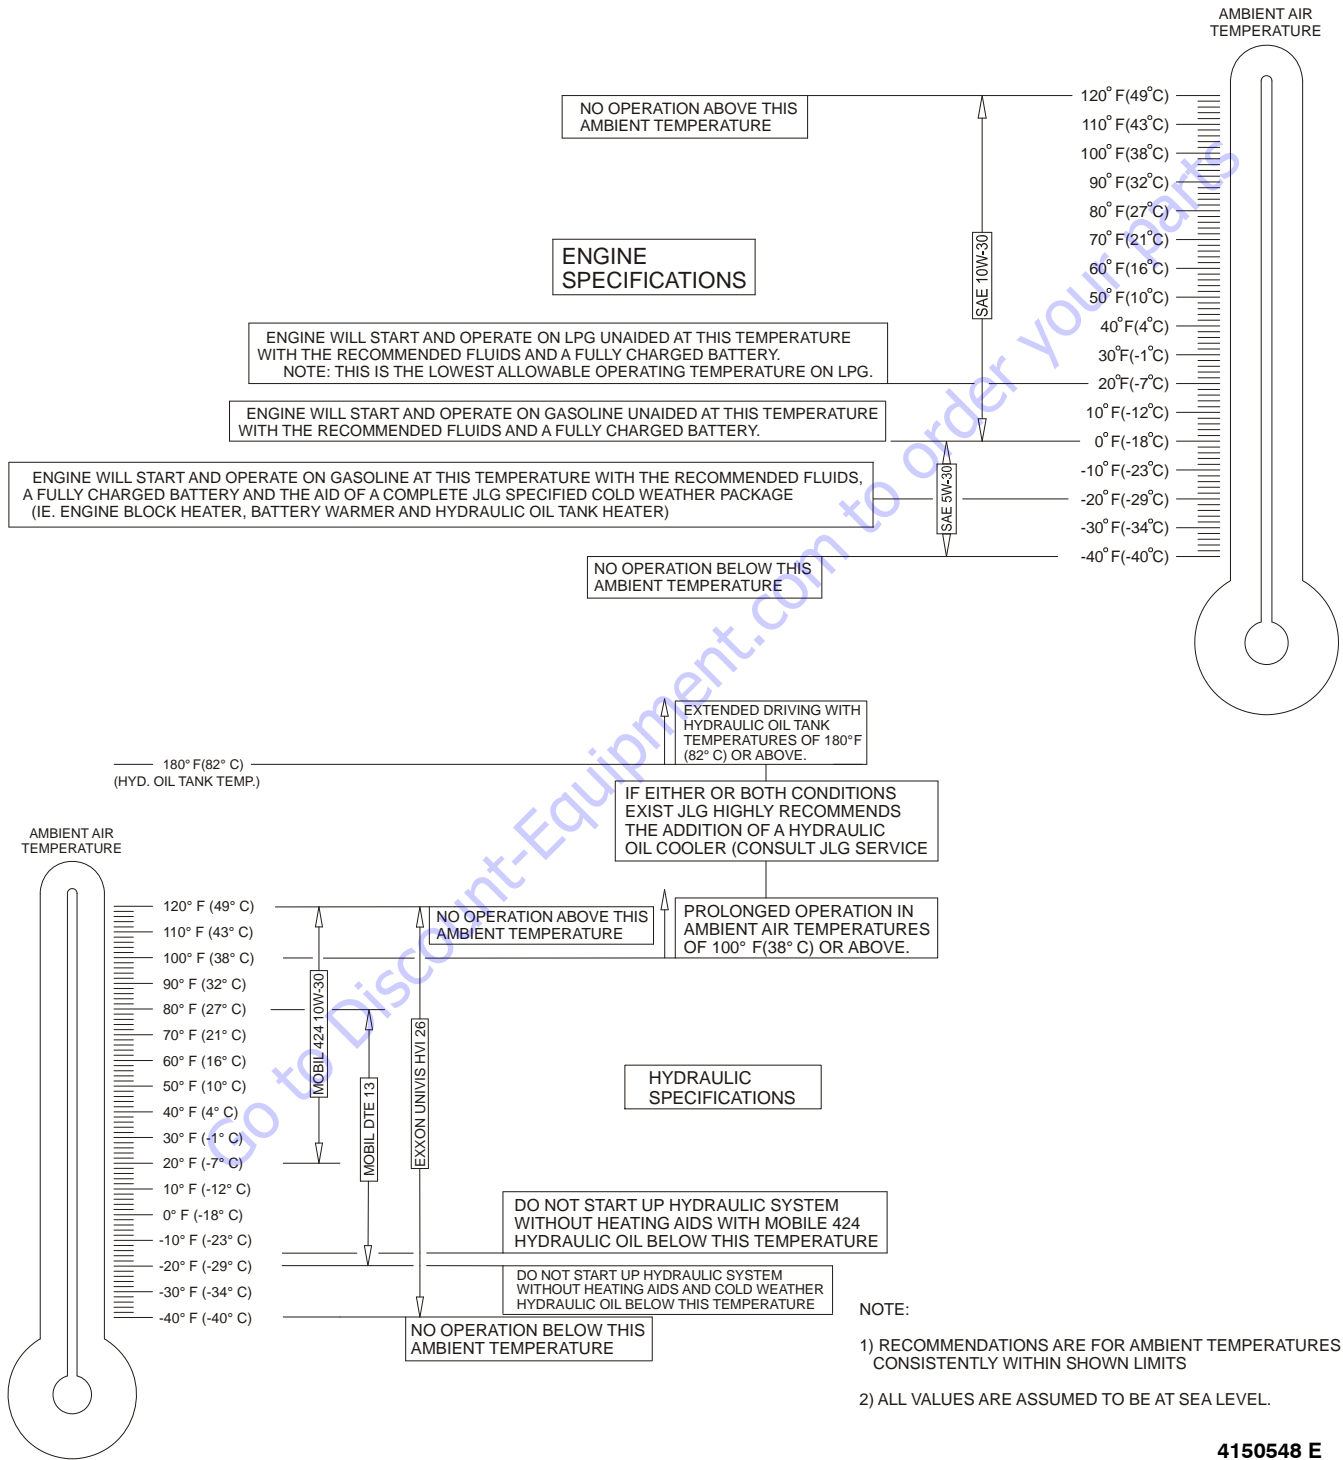 AMBIENT AIR
TEMPERATURE
NO OPERATION ABOVE THIS
AMBIENT TEMPERATURE
120° F(49°C)
110° F(43°C)
100° F(38°C)
90° F(32°C)
80° F(27°C)
70° F(21°C)
60° F(16°C)
50° F(10°C)
40°F(4°C)
30°F(-1°C)
20°F(-7°C)
10°F(-12°C)
0°F(-18°C)
-10°F(-23°C)
-20°F(-29°C)
-30°F(-34°C)
-40°F(-40°C)
SAE 10W-30
SAE 5W-30
ENGINE
SPECIFICATIONS
ENGINE WILL START AND OPERATE ON LPG UNAIDED AT THIS TEMPERATURE
WITH THE RECOMMENDED FLUIDS AND A FULLY CHARGED BATTERY.
NOTE: THIS IS THE LOWEST ALLOWABLE OPERATING TEMPERATURE ON LPG.
ENGINE WILL START AND OPERATE ON GASOLINE UNAIDED AT THIS TEMPERATURE
WITH THE RECOMMENDED FLUIDS AND A FULLY CHARGED BATTERY.
ENGINE WILL START AND OPERATE ON GASOLINE AT THIS TEMPERATURE WITH THE RECOMMENDED FLUIDS,
A FULLY CHARGED BATTERY AND THE AID OF A COMPLETE JLG SPECIFIED COLD WEATHER PACKAGE
(IE. ENGINE BLOCK HEATER, BATTERY WARMER AND HYDRAULIC OIL TANK HEATER)
NO OPERATION BELOW THIS
AMBIENT TEMPERATURE
Go to Discount-Equipment.com to order your parts
EXTENDED DRIVING WITH
HYDRAULIC OIL TANK
TEMPERATURES OF 180°F
(82° C) OR ABOVE.
180° F(82° C)
(HYD. OIL TANK TEMP.)
IF EITHER OR BOTH CONDITIONS
EXIST JLG HIGHLY RECOMMENDS
THE ADDITION OF A HYDRAULIC
OIL COOLER (CONSULT JLG SERVICE
AMBIENT AIR
TEMPERATURE
120° F (49° C)
110° F (43° C)
100° F (38° C)
90° F (32° C)
80° F (27° C)
70° F (21° C)
60° F (16° C)
50° F (10° C)
40° F (4° C)
30° F (-1° C)
20° F (-7° C)
10° F (-12° C)
0° F (-18° C)
-10° F (-23° C)
-20° F (-29° C)
-30° F (-34° C)
-40° F (-40° C)
MOBIL 424 10W-30
MOBIL DTE 13
EXXON UNIVIS HVI 26
NO OPERATION ABOVE THIS
AMBIENT TEMPERATURE
PROLONGED OPERATION IN
AMBIENT AIR TEMPERATURES
OF 100° F(38° C) OR ABOVE.
HYDRAULIC
SPECIFICATIONS
DO NOT START UP HYDRAULIC SYSTEM
WITHOUT HEATING AIDS WITH MOBILE 424
HYDRAULIC OIL BELOW THIS TEMPERATURE
DO NOT START UP HYDRAULIC SYSTEM
WITHOUT HEATING AIDS AND COLD WEATHER
HYDRAULIC OIL BELOW THIS TEMPERATURE
NO OPERATION BELOW THIS
AMBIENT TEMPERATURE
NOTE:
1) RECOMMENDATIONS ARE FOR AMBIENT TEMPERATURES
CONSISTENTLY WITHIN SHOWN LIMITS
2) ALL VALUES ARE ASSUMED TO BE AT SEA LEVEL.
4150548 E